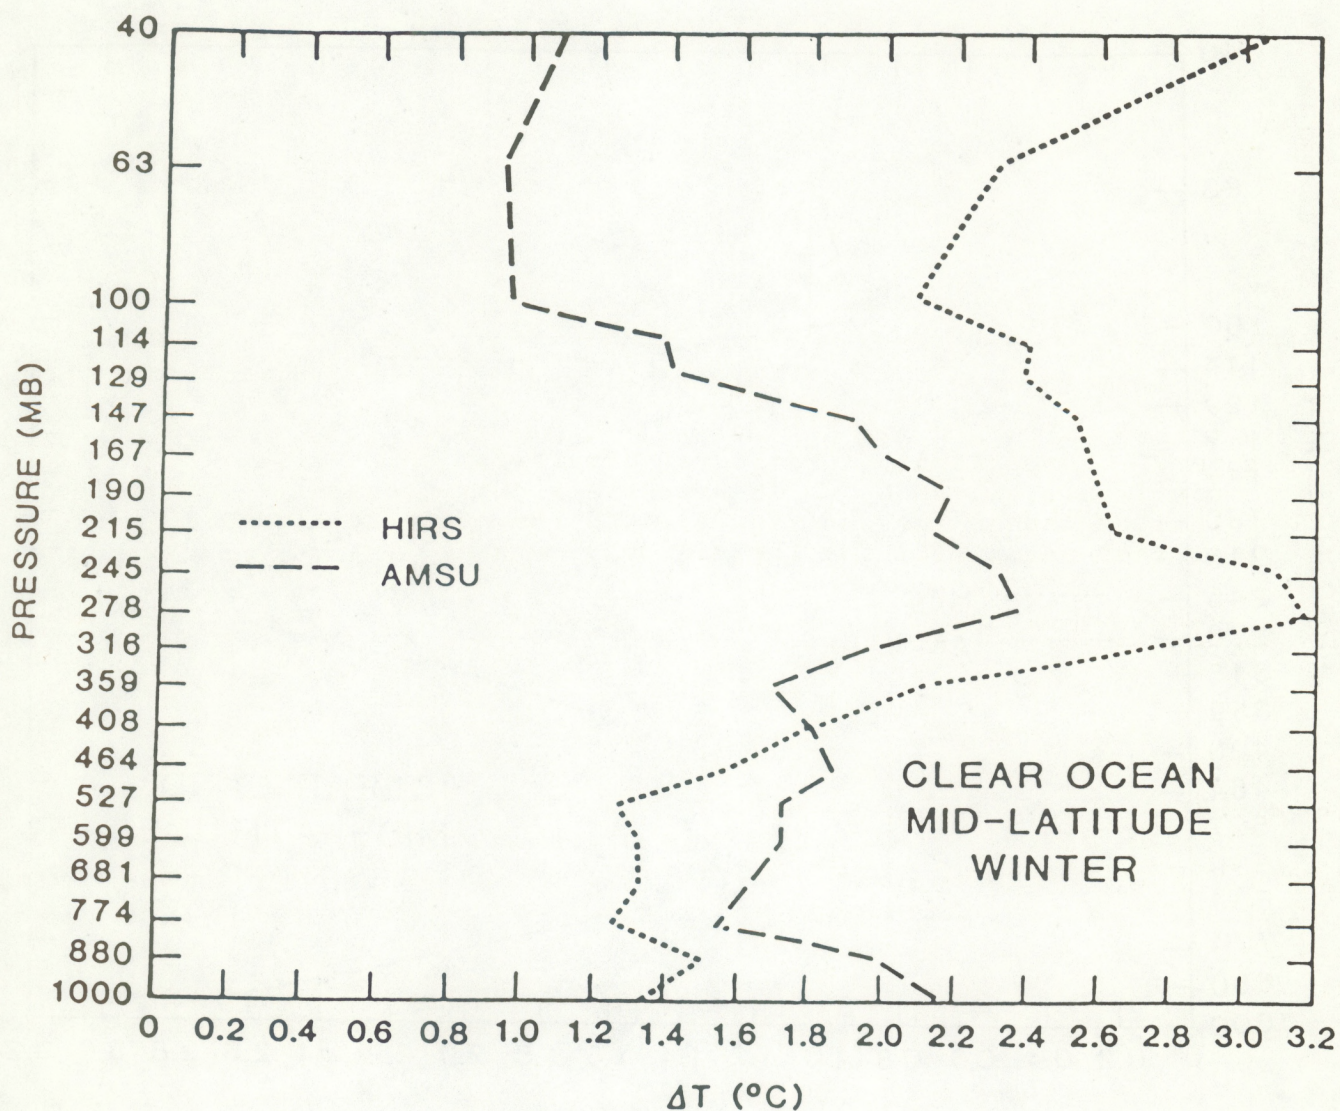 40
63
100
114
129
147
167
190
215
245
278
316
359
408
464
527
599
681
774
880
1000
PRESSURE (MB)
HIRS
AMSU
CLEAR OCEAN
MID-LATITUDE
WINTER
0 0.2 0.4 0.6 0.8 1.0 1.2 1.4 1.6 1.8 2.0 2.2 2.4 2.6 2.8 3.0 3.2
ΔT (°C)